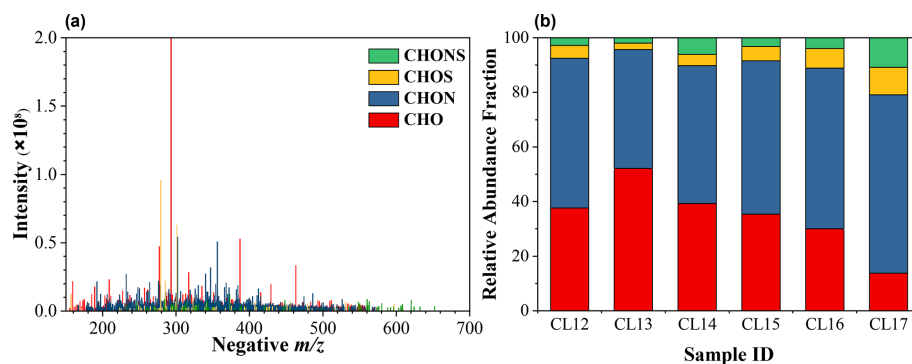 (a)
2.0
1.5
1.0
0.5
0.0
Intensity (×10⁸)
CHONS
CHOS
CHON
CHO
200 300 400 500 600 700
Negative m/z
(b)
100
80
60
40
20
0
Relative Abundance Fraction
CL12 CL13 CL14 CL15 CL16 CL17
Sample ID